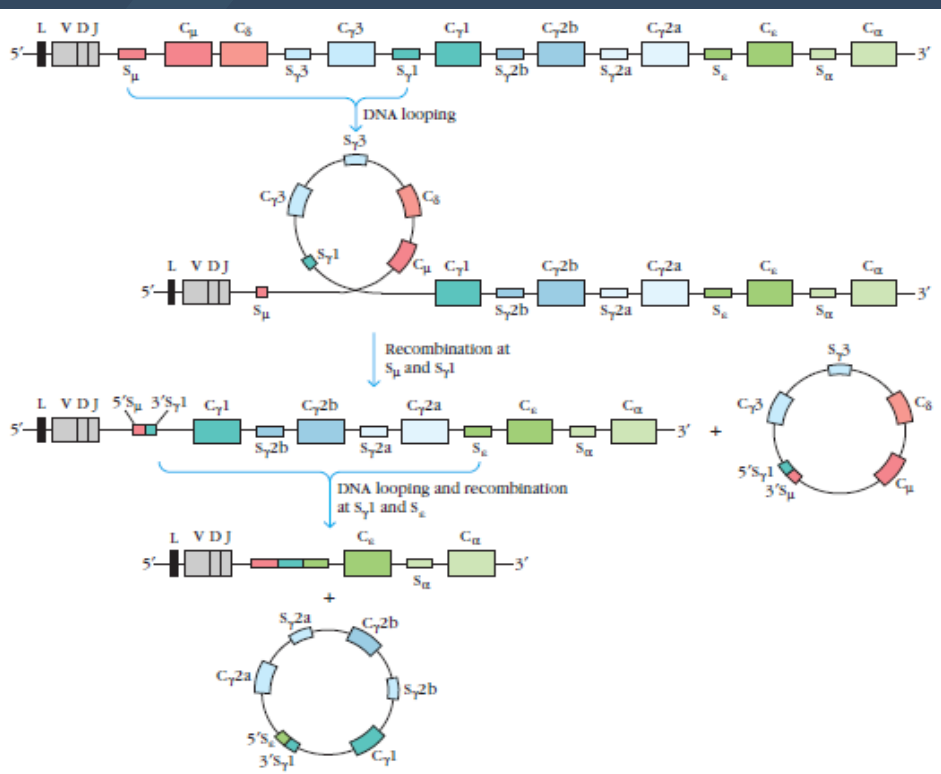 L V D J Cμ Cδ Cγ3 Cγ1 Cγ2b Cγ2a Cε Cα
5′ 3′
Sμ Sγ3 Sγ1 Sγ2b Sγ2a Sε Sα
DNA looping
Sγ3
Cγ3 Cδ
Sγ1 Cμ
L V D J Cγ1 Cγ2b Cγ2a Cε Cα
5′ 3′
Sμ Sγ2b Sγ2a Sε Sα
Recombination at
Sμ and Sγ1
L V D J 5′Sμ 3′Sγ1 Cγ1 Cγ2b Cγ2a Cε Cα
5′ 3′ +
Sγ2b Sγ2a Sε Sα
Sγ3
Cγ3 Cδ
5′Sγ1
3′Sμ Cμ
DNA looping and recombination
at Sγ1 and Sε
L V D J Cε Cα
5′ 3′
Sα
+
Sγ2a Cγ2b
Cγ2a Sγ2b
5′Sε
3′Sγ1 Cγ1